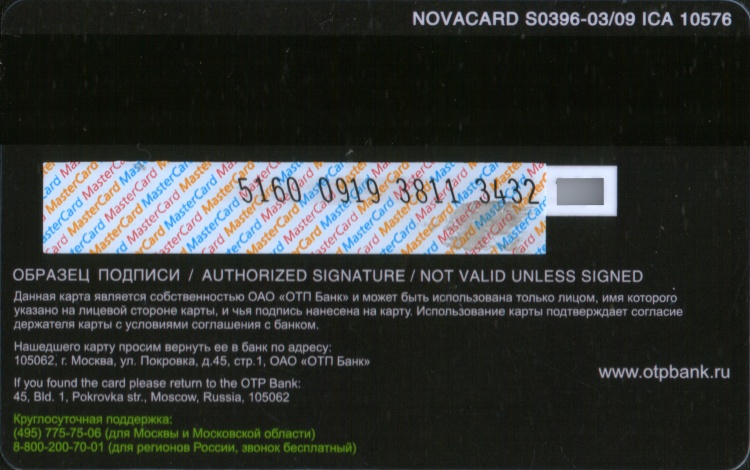 NOVACARD S0396-03/09 ICA 10576
5160 0919 3811 3432
ОБРАЗЕЦ ПОДПИСИ / AUTHORIZED SIGNATURE / NOT VALID UNLESS SIGNED
Данная карта является собственностью ОАО «ОТП Банк» и может быть использована только лицом, имя которого
указано на лицевой стороне карты, и чья подпись нанесена на карту. Использование карты подтверждает согласие
держателя карты с условиями соглашения с банком.
Нашедшего карту просим вернуть ее в банк по адресу:
105062, г. Москва, ул. Покровка, д.45, стр.1, ОАО «ОТП Банк»
www.otpbank.ru
If you found the card please return to the OTP Bank:
45, Bld. 1, Pokrovka str., Moscow, Russia, 105062
Круглосуточная поддержка:
(495) 775-75-06 (для Москвы и Московской области)
8-800-200-70-01 (для регионов России, звонок бесплатный)